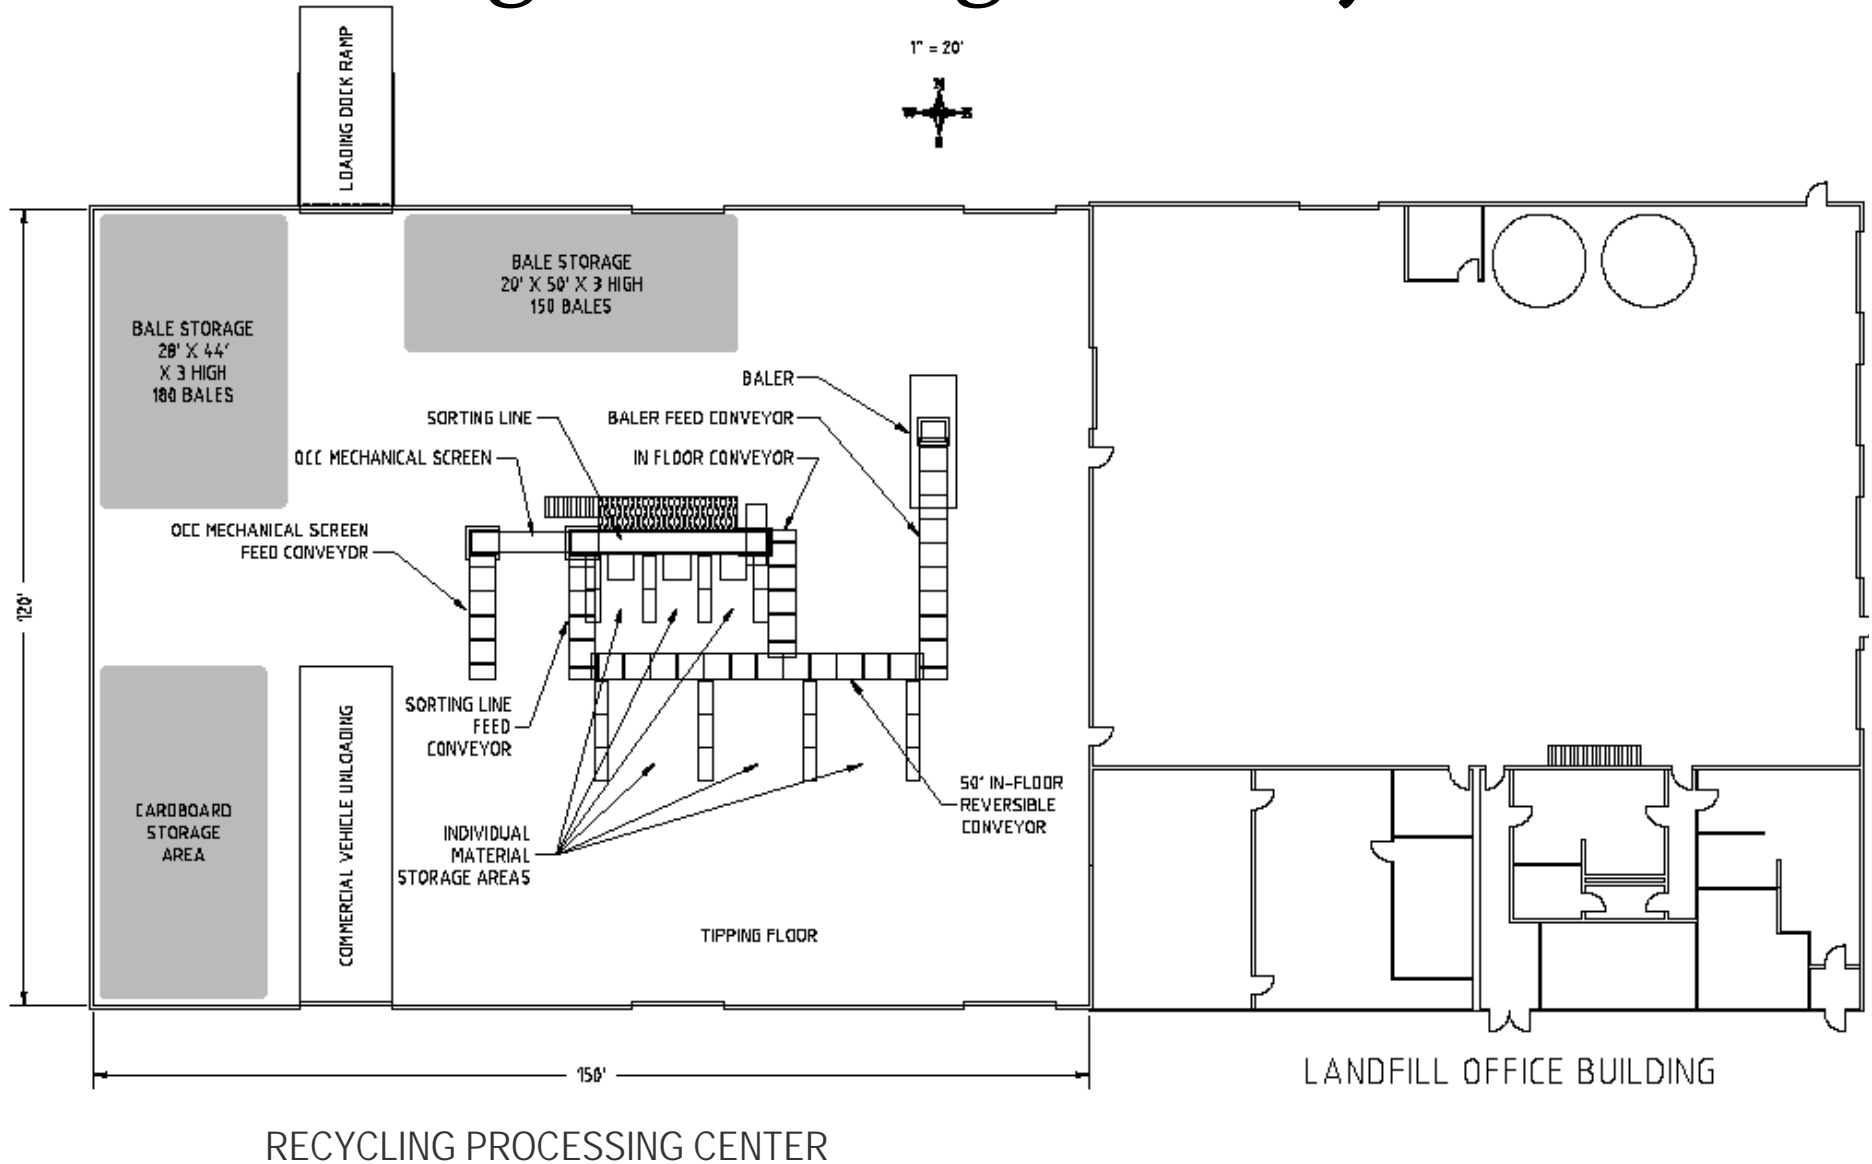 1" = 20'
N
W E
S
LOADING DOCK RAMP
BALE STORAGE
20' X 50' X 3 HIGH
150 BALES
BALE STORAGE
28' X 44'
X 3 HIGH
180 BALES
BALER
SORTING LINE
BALER FEED CONVEYOR
OCC MECHANICAL SCREEN
IN FLOOR CONVEYOR
OCC MECHANICAL SCREEN
FEED CONVEYOR
120'
SORTING LINE
FEED
CONVEYOR
COMMERCIAL VEHICLE UNLOADING
CARDBOARD
STORAGE
AREA
50' IN-FLOOR
REVERSIBLE
CONVEYOR
INDIVIDUAL
MATERIAL
STORAGE AREAS
TIPPING FLOOR
150'
LANDFILL OFFICE BUILDING
RECYCLING PROCESSING CENTER